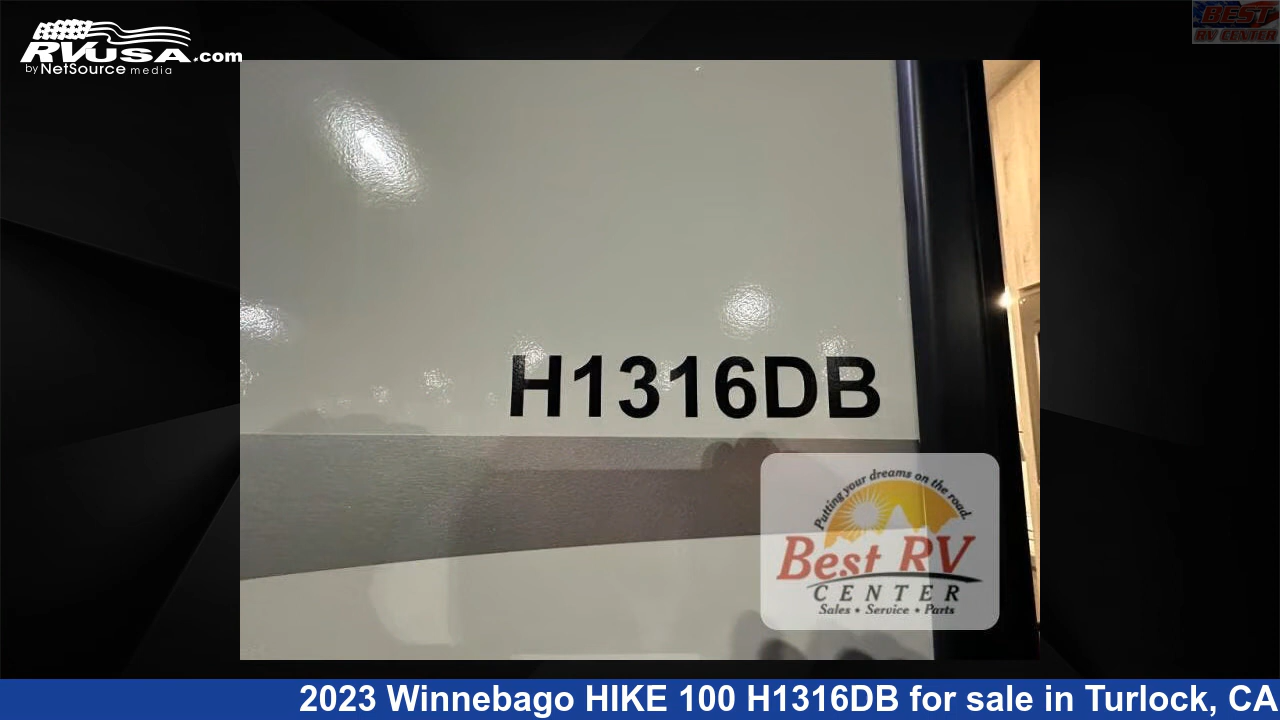 RVUSA.com
by NetSource media
BEST
RV CENTER
H1316DB
Putting your dreams on the road.
Best RV
CENTER
Sales • Service • Parts
2023 Winnebago HIKE 100 H1316DB for sale in Turlock, CA